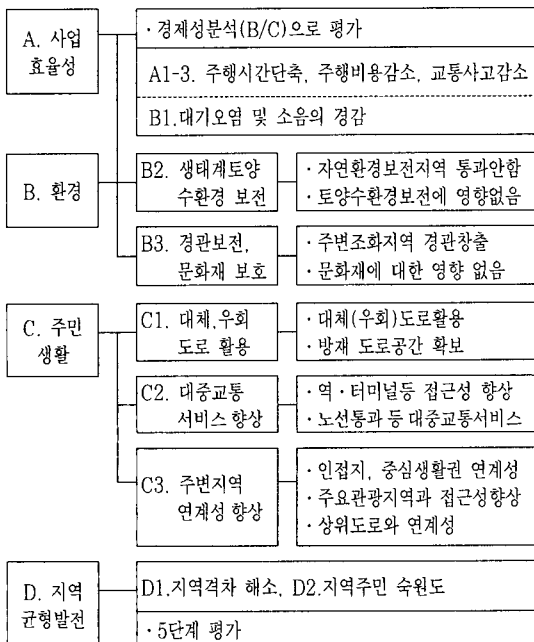 A. 사업
효율성
· 경제성분석(B/C)으로 평가
A1-3. 주행시간단축, 주행비용감소, 교통사고감소
B1.대기오염 및 소음의 경감
B. 환경
B2. 생태계토양
수환경 보전
· 자연환경보전지역 통과안함
· 토양수환경보전에 영향없음
B3. 경관보전,
문화재 보호
· 주변조화지역 경관창출
· 문화재에 대한 영향 없음
C. 주민
생활
C1. 대체,우회
도로 활용
· 대체(우회)도로활용
· 방재 도로공간 확보
C2. 대중교통
서비스 향상
· 역·터미널등 접근성 향상
· 노선통과 등 대중교통서비스
C3. 주변지역
연계성 향상
· 인접지, 중심생활권 연계성
· 주요관광지역과 접근성향상
· 상위도로와 연계성
D. 지역
균형발전
D1.지역격차 해소, D2.지역주민 숙원도
· 5단계 평가